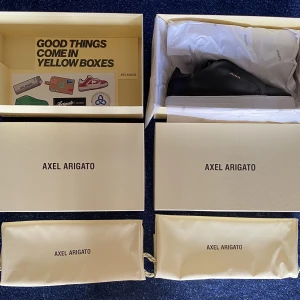 GOOD THINGS
COME IN
YELLOW BOXES
AXEL ARIGATO
AXEL ARIGATO
AXEL ARIGATO
AXEL ARIGATO